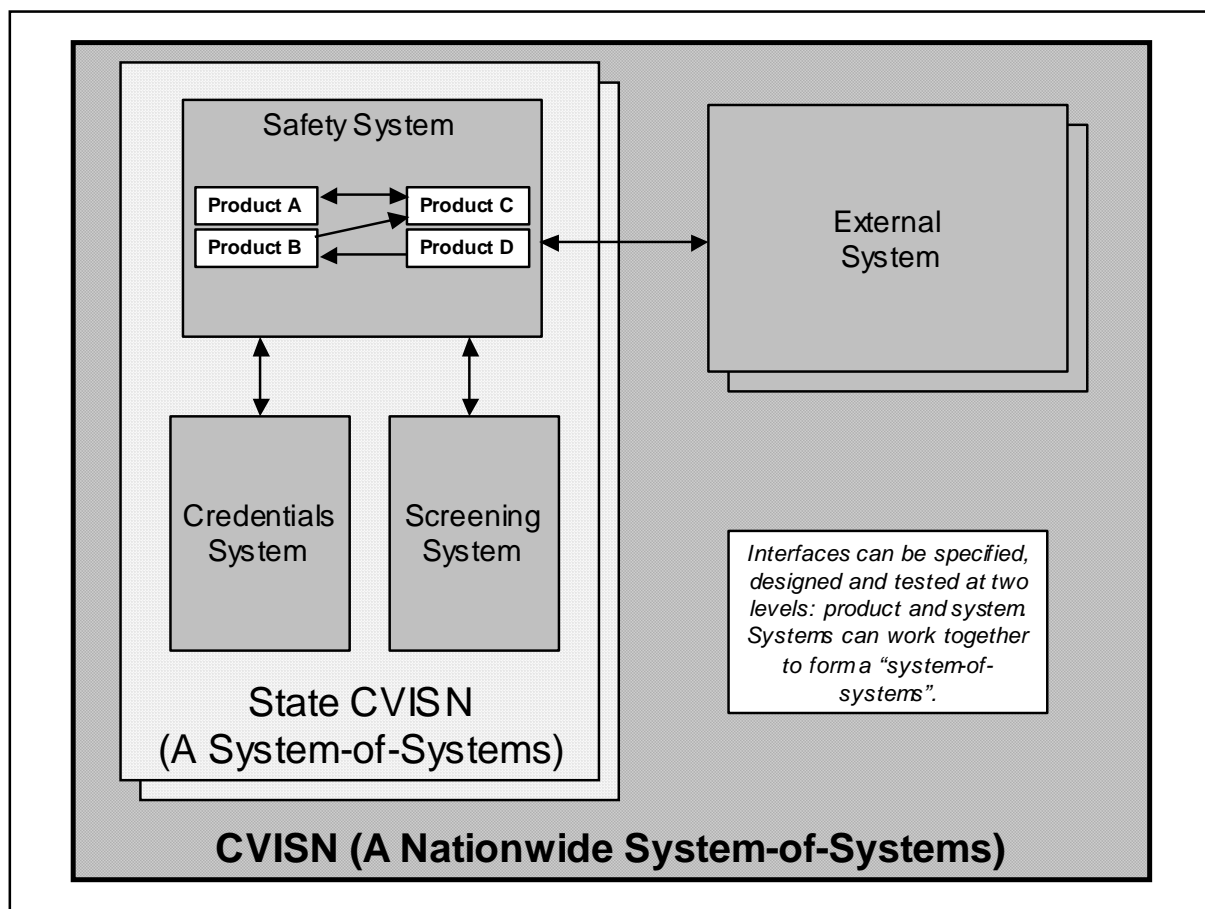 Safety System
Product A
Product C
Product B
Product D
External
System
Credentials
System
Screening
System
Interfaces can be specified,
designed and tested at two
levels: product and system.
Systems can work together
to form a “system-of-
systems”.
State CVISN
(A System-of-Systems)
CVISN (A Nationwide System-of-Systems)